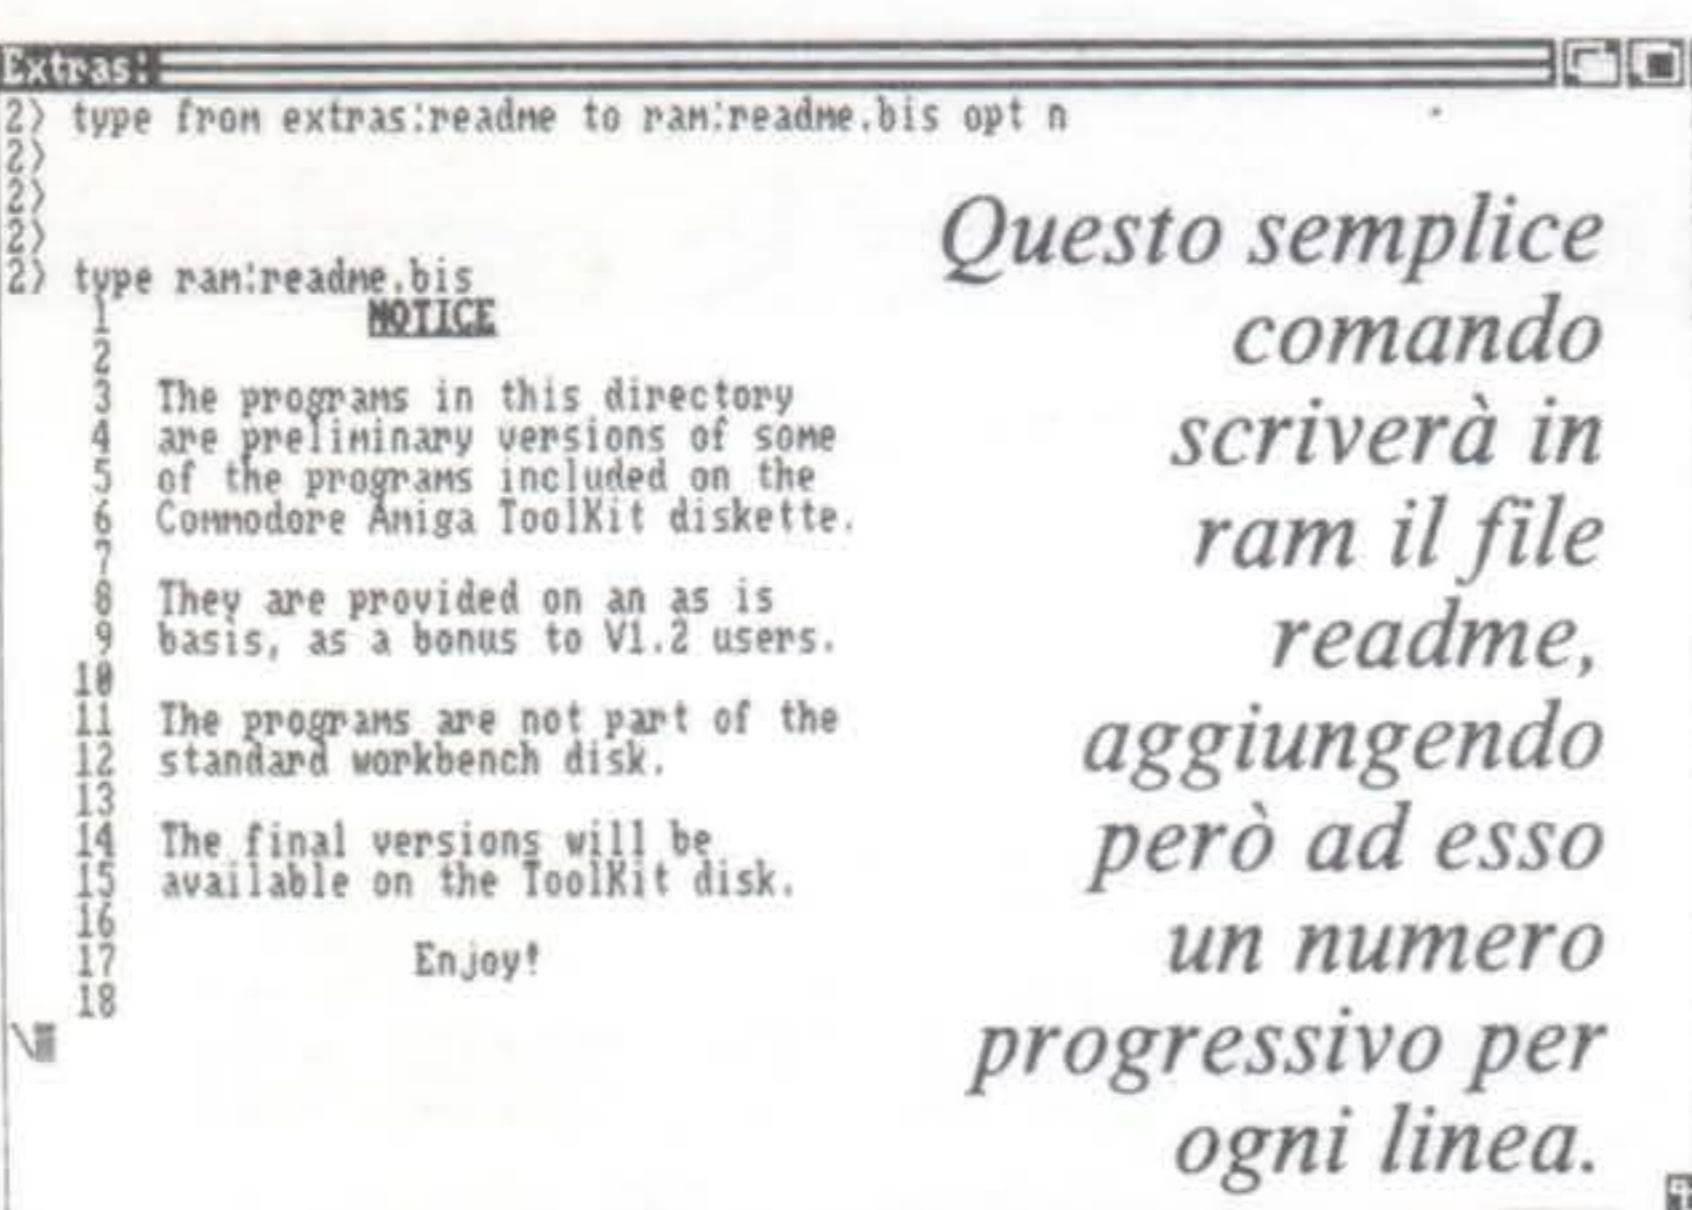 Extras:
2> type from extras:readme to ram:readme.bis opt n
2>
2>
2>
2> type ram:readme.bis
1 NOTICE
2
3 The programs in this directory
4 are preliminary versions of some
5 of the programs included on the
6 Commodore Amiga ToolKit diskette.
7
8 They are provided on an as is
9 basis, as a bonus to V1.2 users.
10
11 The programs are not part of the
12 standard workbench disk.
13
14 The final versions will be
15 available on the ToolKit disk.
16
17 Enjoy!
18
Questo semplice
comando
scriverà in
ram il file
readme,
aggiungendo
però ad esso
un numero
progressivo per
ogni linea.